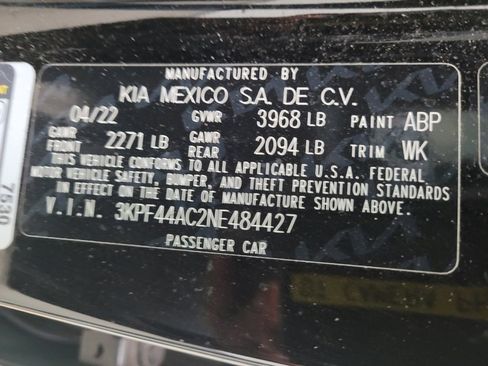 MANUFACTURED BY
KIA MEXICO S.A. DE C.V.
04/22 GVWR 3968 LB PAINT ABP
GAWR FRONT 2271 LB GAWR REAR 2094 LB TRIM WK
THIS VEHICLE CONFORMS TO ALL APPLICABLE U.S.A. FEDERAL
MOTOR VEHICLE SAFETY, BUMPER, AND THEFT PREVENTION STANDARDS
IN EFFECT ON THE DATE OF MANUFACTURE SHOWN ABOVE.
V.I.N. 3KPF44AC2NE484427
PASSENGER CAR
7530